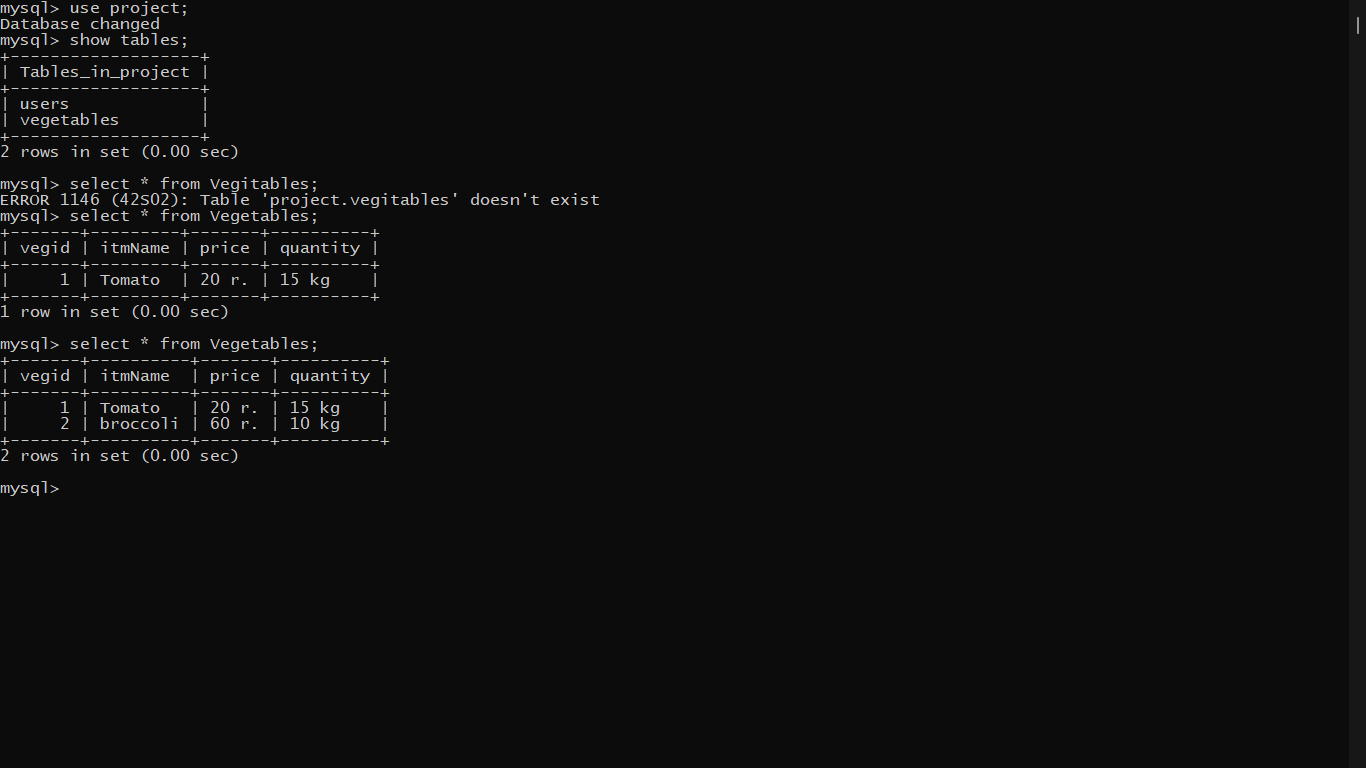 mysql> use project;
Database changed
mysql> show tables;
+-------------------+
| Tables_in_project |
+-------------------+
| users             |
| vegetables        |
+-------------------+
2 rows in set (0.00 sec)

mysql> select * from Vegitables;
ERROR 1146 (42S02): Table 'project.vegitables' doesn't exist
mysql> select * from Vegetables;
+-------+---------+-------+----------+
| vegid | itmName | price | quantity |
+-------+---------+-------+----------+
|     1 | Tomato  | 20 r. | 15 kg    |
+-------+---------+-------+----------+
1 row in set (0.00 sec)

mysql> select * from Vegetables;
+-------+----------+-------+----------+
| vegid | itmName  | price | quantity |
+-------+----------+-------+----------+
|     1 | Tomato   | 20 r. | 15 kg    |
|     2 | broccoli | 60 r. | 10 kg    |
+-------+----------+-------+----------+
2 rows in set (0.00 sec)

mysql>